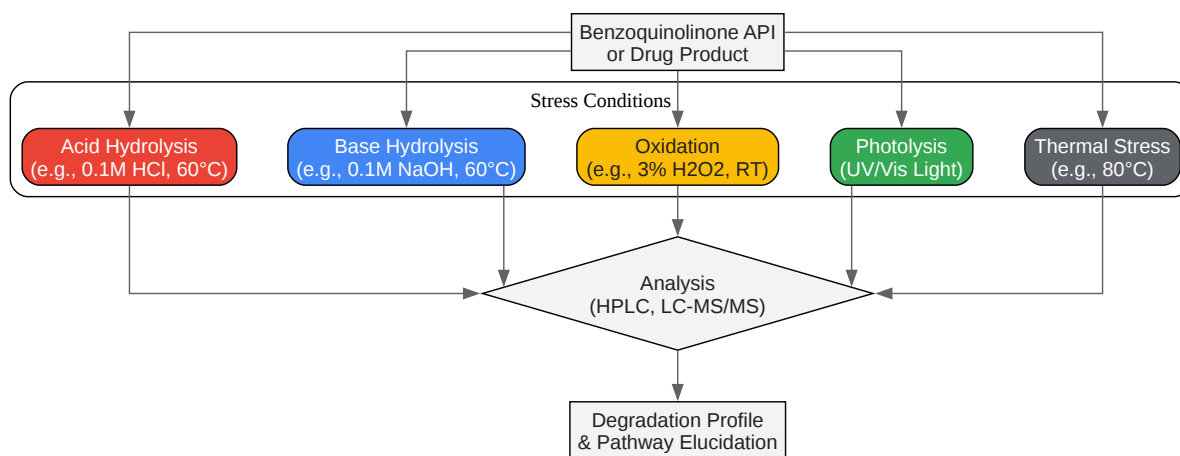 Benzoquinolinone API
or Drug Product
Stress Conditions
Acid Hydrolysis
(e.g., 0.1M HCl, 60°C)
Base Hydrolysis
(e.g., 0.1M NaOH, 60°C)
Oxidation
(e.g., 3% H2O2, RT)
Photolysis
(UV/Vis Light)
Thermal Stress
(e.g., 80°C)
Analysis
(HPLC, LC-MS/MS)
Degradation Profile
& Pathway Elucidation